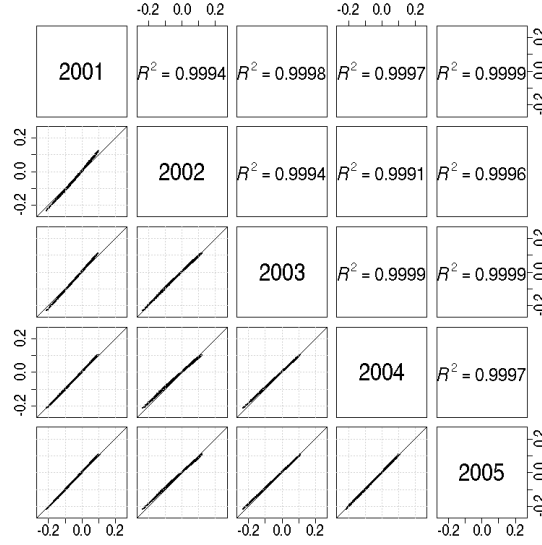 -0.2 0.0 0.2 -0.2 0.0 0.2
2001 R² = 0.9994 R² = 0.9998 R² = 0.9997 R² = 0.9999 -0.2 0.0 0.2
-0.2 0.0 0.2 2002 R² = 0.9994 R² = 0.9991 R² = 0.9996
2003 R² = 0.9999 R² = 0.9999 -0.2 0.0 0.2
-0.2 0.0 0.2 2004 R² = 0.9997
2005 -0.2 0.0 0.2
-0.2 0.0 0.2 -0.2 0.0 0.2 -0.2 0.0 0.2